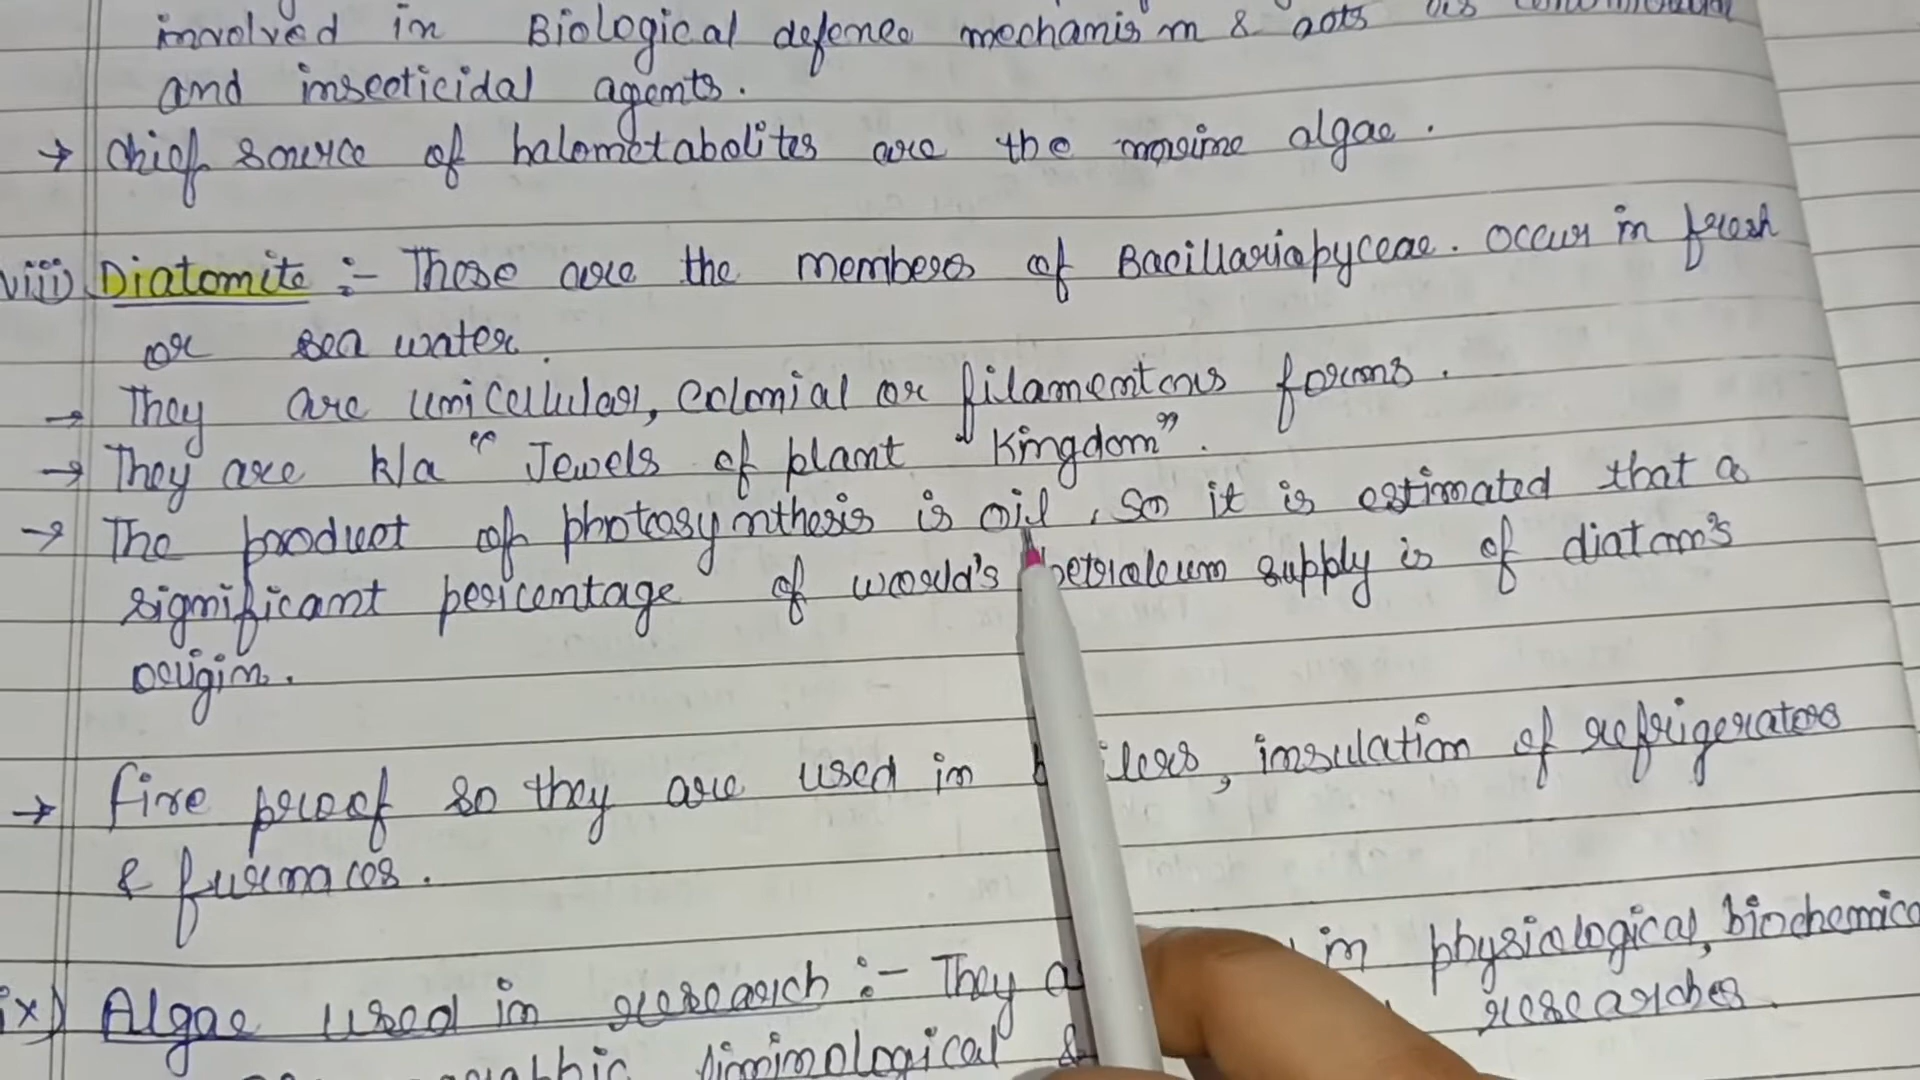 involved in Biological defence mechanism & acts as
and insecticidal agents.
→ chief source of halometabolites are the marine algae.
viii) Diatomite :- These are the members of Bacillariapyceae. occur in fresh
or sea water.
→ They are unicellular, colonial or filamentous forms.
→ They are k/a "Jewels of plant Kingdom".
→ The product of photosynthesis is oil, so it is estimated that a
significant percentage of world's petroleum supply is of diatom's
origin.
→ fire proof so they are used in insulation of refrigerators
& furnaces.
ix) Algae used in research :- They in physiological, biochemica
limnological & researches.